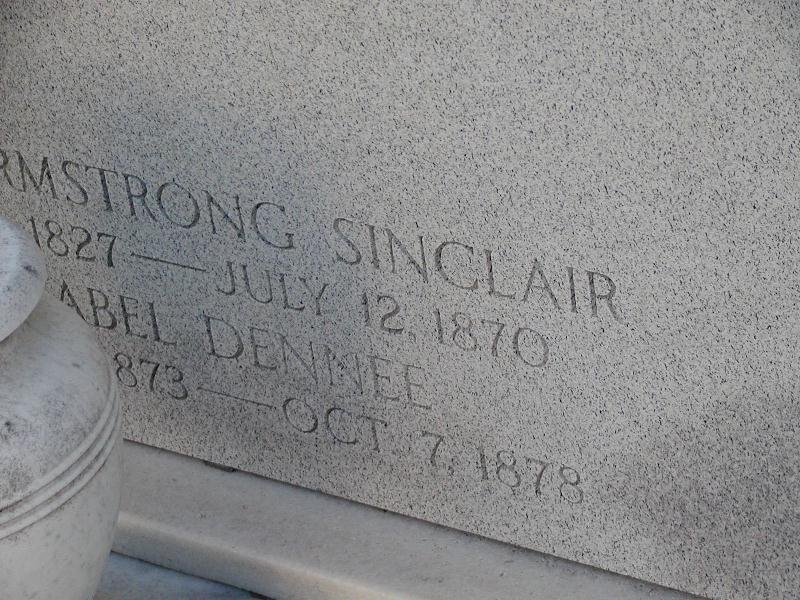 RMSTRONG SINCLAIR
1827 — JULY 12, 1870
ABEL DENNEE
873 — OCT. 7, 1878